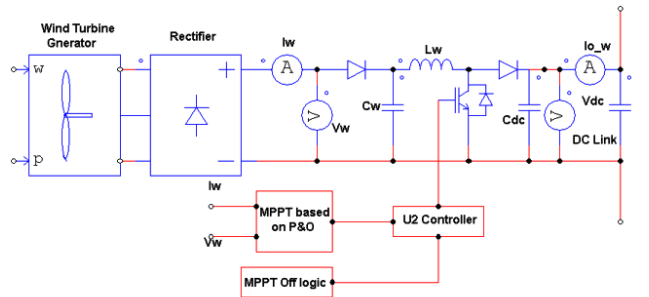 Wind Turbine
Gnerator
Rectifier
Iw
Lw
Io_w
w
A
A
+
Cw
V
Vw
Cdc
V
Vdc
DC Link
p
−
Iw
Vw
MPPT based
on P&O
U2 Controller
MPPT Off logic